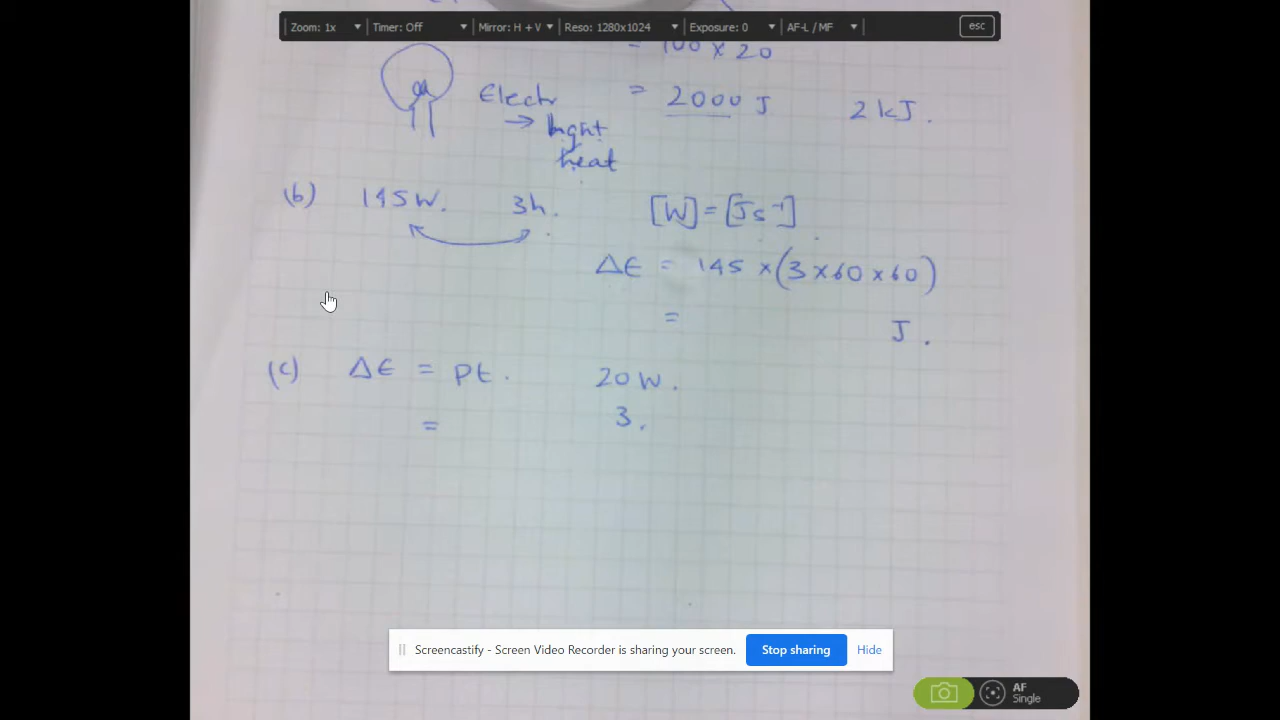 Zoom: 1x Timer: Off Mirror: H + V Reso: 1280x1024 Exposure: 0 AF-L / MF esc
= 100 x 20
Electr = 2000 J 2 kJ.
→ light
heat
(b) 145W. 3h. [W] = [Js⁻¹]
ΔE = 145 x (3 x 60 x 60)
= J.
(c) ΔE = Pt. 20 W.
= 3.
Screencastify - Screen Video Recorder is sharing your screen. Stop sharing Hide
AF
Single